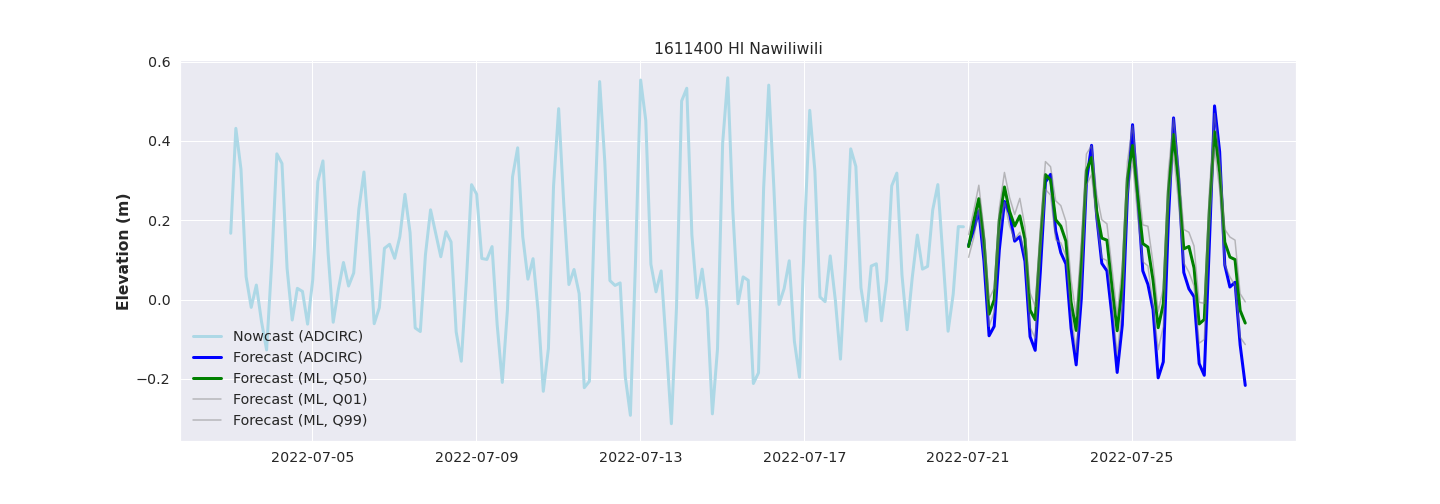 1611400 HI Nawiliwili
Elevation (m)
0.6
0.4
0.2
0.0
−0.2
Nowcast (ADCIRC)
Forecast (ADCIRC)
Forecast (ML, Q50)
Forecast (ML, Q01)
Forecast (ML, Q99)
2022-07-05 2022-07-09 2022-07-13 2022-07-17 2022-07-21 2022-07-25